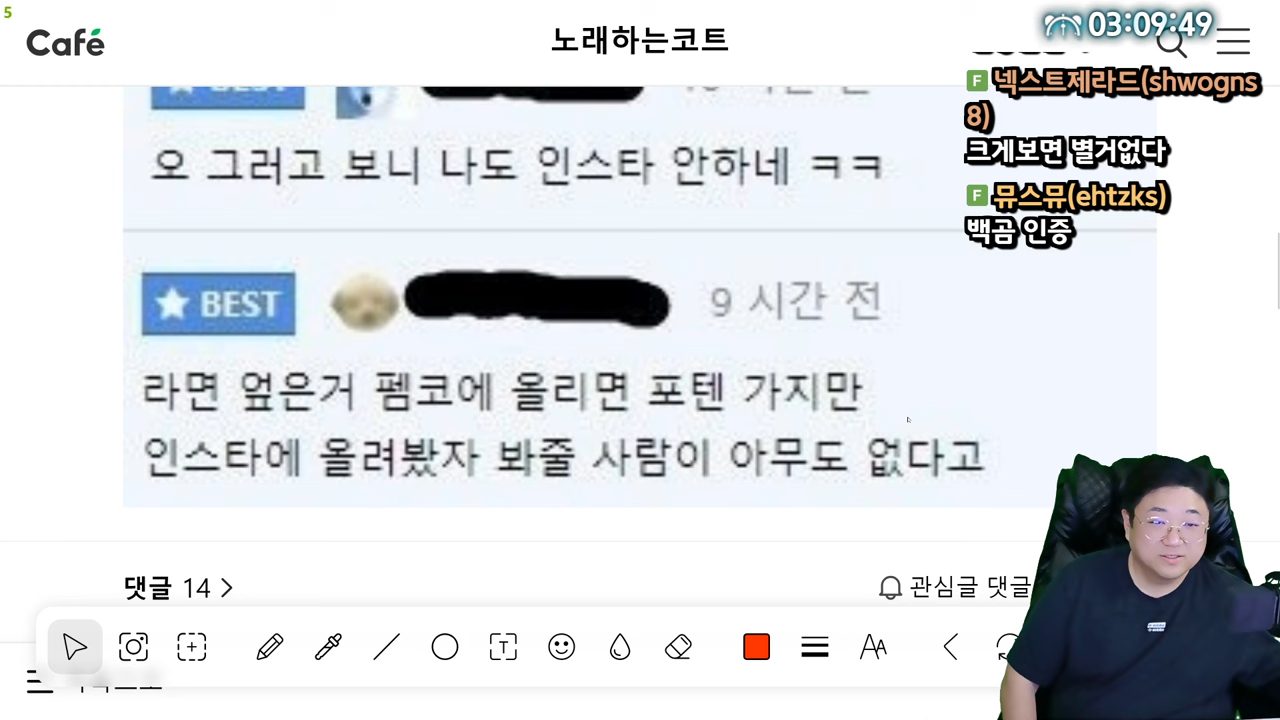 5
Café
노래하는코트
03:09:49
F 넥스트제라드(shwogns
8)
크게보면 별거없다
F 뮤스뮤(ehtzks)
백곰 인증
오 그러고 보니 나도 인스타 안하네 ㅋㅋ
★ BEST
9 시간 전
라면 엎은거 펨코에 올리면 포텐 가지만
인스타에 올려봤자 봐줄 사람이 아무도 없다고
댓글 14 >
관심글 댓글
T
AA